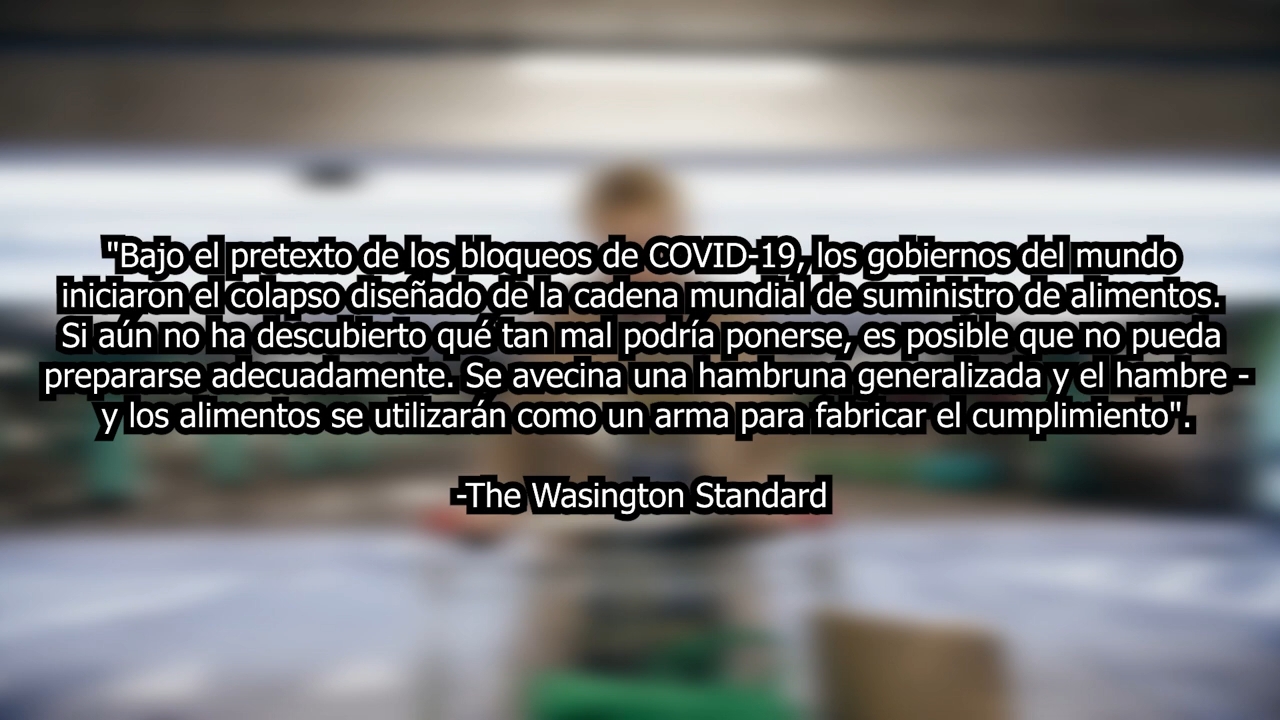 "Bajo el pretexto de los bloqueos de COVID-19, los gobiernos del mundo
iniciaron el colapso diseñado de la cadena mundial de suministro de alimentos.
Si aún no ha descubierto qué tan mal podría ponerse, es posible que no pueda
prepararse adecuadamente. Se avecina una hambruna generalizada y el hambre -
y los alimentos se utilizarán como un arma para fabricar el cumplimiento".
-The Wasington Standard